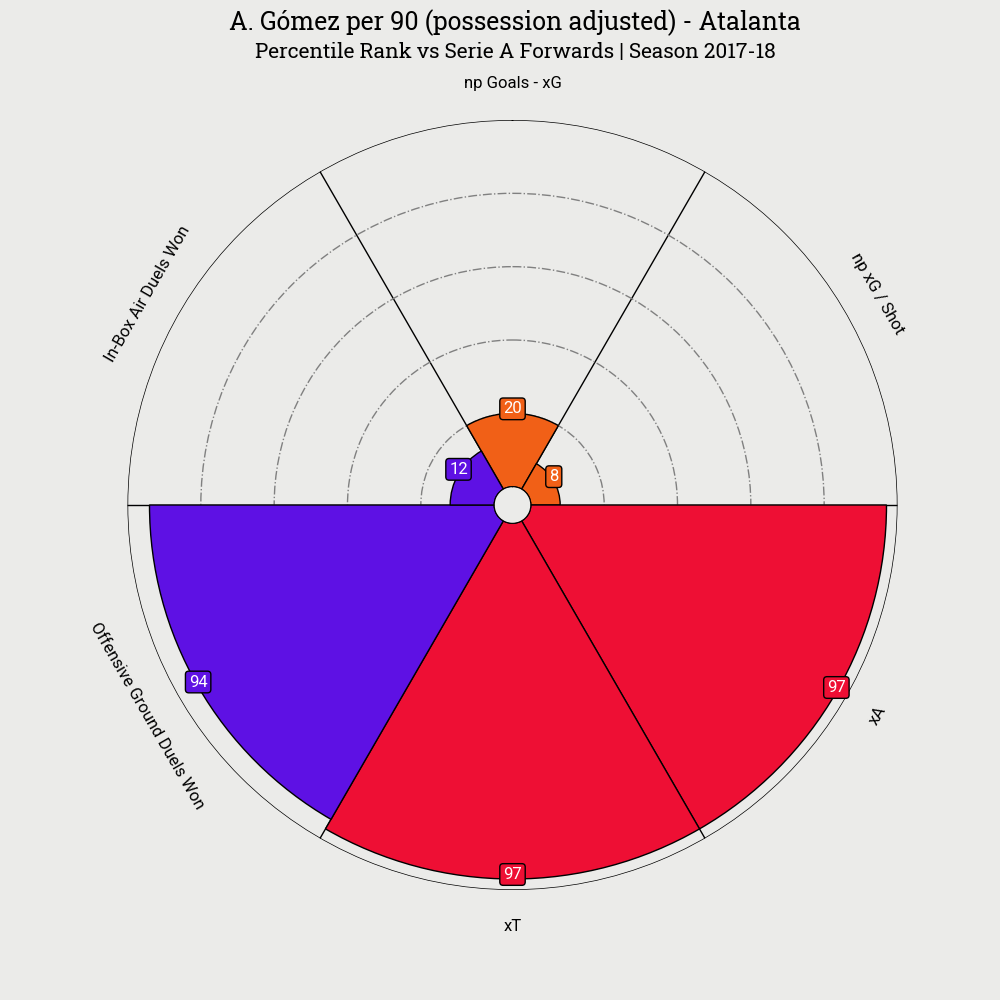 A. Gómez per 90 (possession adjusted) - Atalanta
Percentile Rank vs Serie A Forwards | Season 2017-18
np Goals - xG
In-Box Air Duels Won
np xG / Shot
20
12
8
94
97
Offensive Ground Duels Won
xA
97
xT